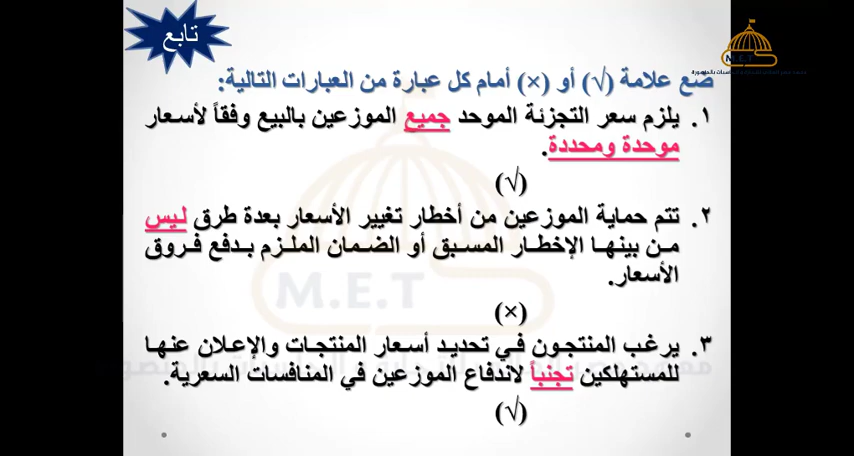 تابع
M.E.T
ضع علامة (√) أو (×) أمام كل عبارة من العبارات التالية:
١. يلزم سعر التجزئة الموحد جميع الموزعين بالبيع وفقاً لأسعار
موحدة ومحددة.
(√)
٢. تتم حماية الموزعين من أخطار تغيير الأسعار بعدة طرق ليس
من بينها الإخطار المسبق أو الضمان الملزم بدفع فروق
الأسعار.
M.E.T
(×)
٣. يرغب المنتجون في تحديد أسعار المنتجات والإعلان عنها
للمستهلكين تجنباً لاندفاع الموزعين في المنافسات السعرية.
(√)